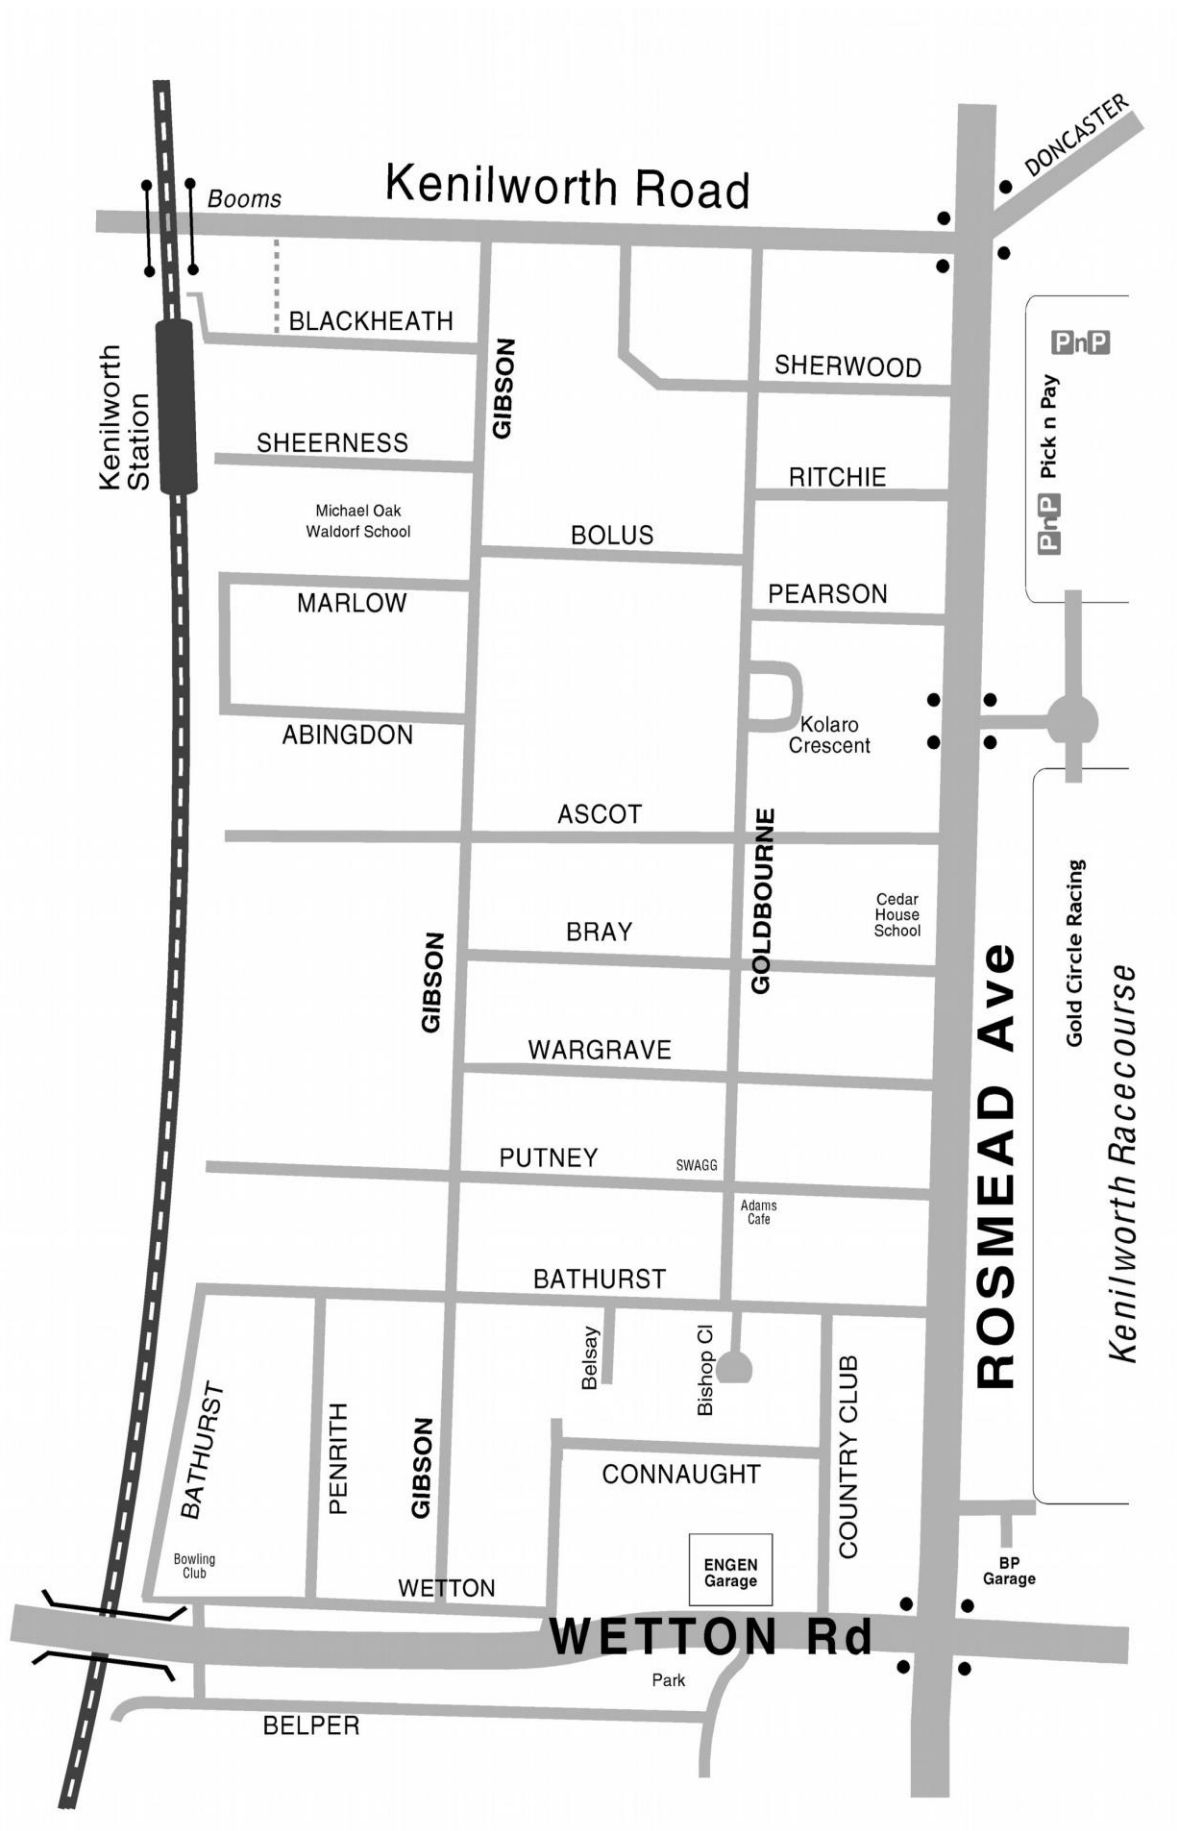 DONCASTER
Kenilworth Road
Booms
BLACKHEATH
GIBSON
SHERWOOD
PnP
Pick n Pay
PnP
Kenilworth
Station
SHEERNESS
RITCHIE
Michael Oak
Waldorf School
BOLUS
MARLOW
PEARSON
ABINGDON
Kolaro
Crescent
ASCOT
GOLDBOURNE
Cedar
House
School
Gold Circle Racing
BRAY
GIBSON
ROSMEAD Ave
Kenilworth Racecourse
WARGRAVE
PUTNEY
SWAGG
Adams
Cafe
BATHURST
Belsay
Bishop Cl
BATHURST
PENRITH
GIBSON
COUNTRY CLUB
CONNAUGHT
Bowling
Club
ENGEN
Garage
BP
Garage
WETTON
WETTON Rd
Park
BELPER